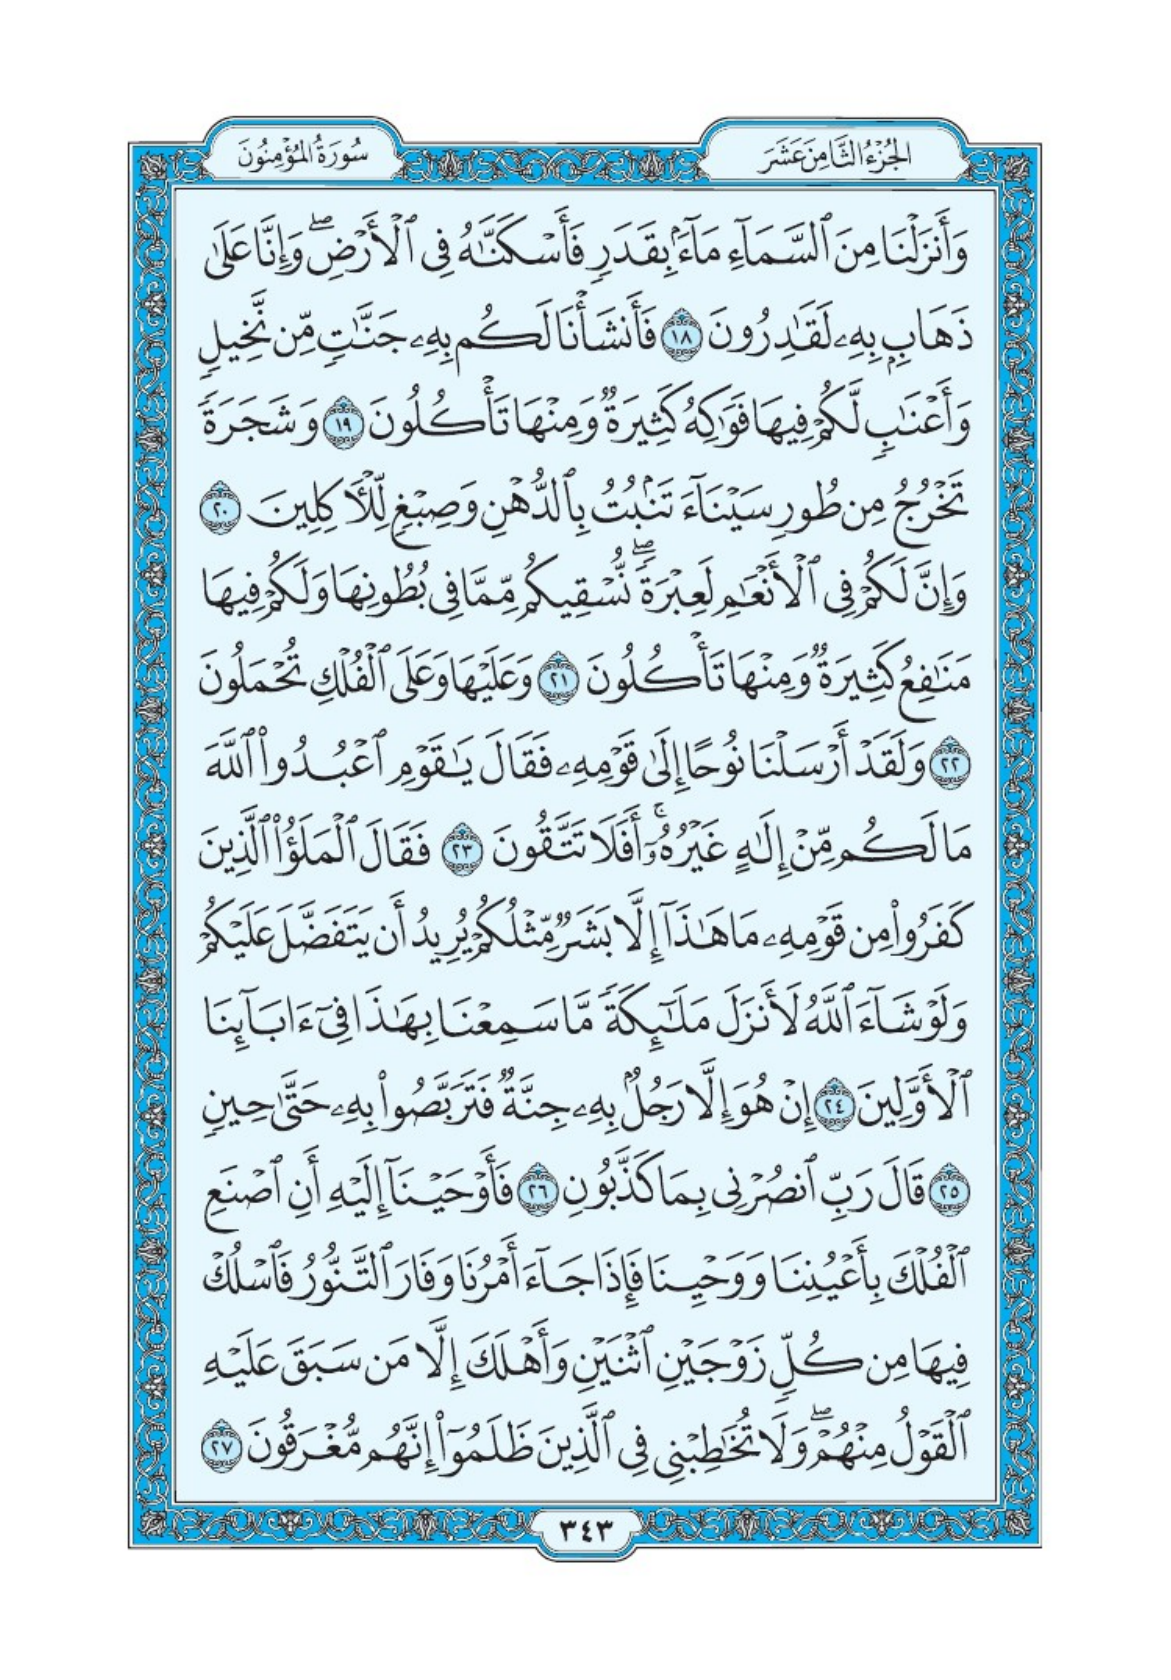 الجُزْءُ الثَّامِنَ عَشَرَ
سُورَةُ المُؤْمِنُونَ
وَأَنزَلْنَا مِنَ ٱلسَّمَآءِ مَآءَۢ بِقَدَرٍ فَأَسْكَنَّٰهُ فِى ٱلْأَرْضِۖ وَإِنَّا عَلَىٰ
ذَهَابِۭ بِهِۦ لَقَٰدِرُونَ ١٨ فَأَنشَأْنَا لَكُم بِهِۦ جَنَّٰتٍ مِّن نَّخِيلٍ
وَأَعْنَٰبٍ لَّكُمْ فِيهَا فَوَٰكِهُ كَثِيرَةٌ وَمِنْهَا تَأْكُلُونَ ١٩ وَشَجَرَةً
تَخْرُجُ مِن طُورِ سَيْنَآءَ تَنۢبُتُ بِٱلدُّهْنِ وَصِبْغٍ لِّلْأَكِلِينَ ٢٠
وَإِنَّ لَكُمْ فِى ٱلْأَنْعَٰمِ لَعِبْرَةًۖ نُّسْقِيكُم مِّمَّا فِى بُطُونِهَا وَلَكُمْ فِيهَا
مَنَٰفِعُ كَثِيرَةٌ وَمِنْهَا تَأْكُلُونَ ٢١ وَعَلَيْهَا وَعَلَى ٱلْفُلْكِ تُحْمَلُونَ
٢٢ وَلَقَدْ أَرْسَلْنَا نُوحًا إِلَىٰ قَوْمِهِۦ فَقَالَ يَٰقَوْمِ ٱعْبُدُوا۟ ٱللَّهَ
مَا لَكُم مِّنْ إِلَٰهٍ غَيْرُهُۥٓۚ أَفَلَا تَتَّقُونَ ٢٣ فَقَالَ ٱلْمَلَؤُا۟ ٱلَّذِينَ
كَفَرُوا۟ مِن قَوْمِهِۦ مَا هَٰذَآ إِلَّا بَشَرٌ مِّثْلُكُمْ يُرِيدُ أَن يَتَفَضَّلَ عَلَيْكُمْ
وَلَوْ شَآءَ ٱللَّهُ لَأَنزَلَ مَلَٰٓئِكَةً مَّا سَمِعْنَا بِهَٰذَا فِىٓ ءَابَآئِنَا
ٱلْأَوَّلِينَ ٢٤ إِنْ هُوَ إِلَّا رَجُلٌۢ بِهِۦ جِنَّةٌ فَتَرَبَّصُوا۟ بِهِۦ حَتَّىٰ حِينٍ
٢٥ قَالَ رَبِّ ٱنصُرْنِى بِمَا كَذَّبُونِ ٢٦ فَأَوْحَيْنَآ إِلَيْهِ أَنِ ٱصْنَعِ
ٱلْفُلْكَ بِأَعْيُنِنَا وَوَحْيِنَا فَإِذَا جَآءَ أَمْرُنَا وَفَارَ ٱلتَّنُّورُ فَٱسْلُكْ
فِيهَا مِن كُلٍّ زَوْجَيْنِ ٱثْنَيْنِ وَأَهْلَكَ إِلَّا مَن سَبَقَ عَلَيْهِ
ٱلْقَوْلُ مِنْهُمْۖ وَلَا تُخَٰطِبْنِى فِى ٱلَّذِينَ ظَلَمُوٓا۟ إِنَّهُم مُّغْرَقُونَ ٢٧
٣٤٣